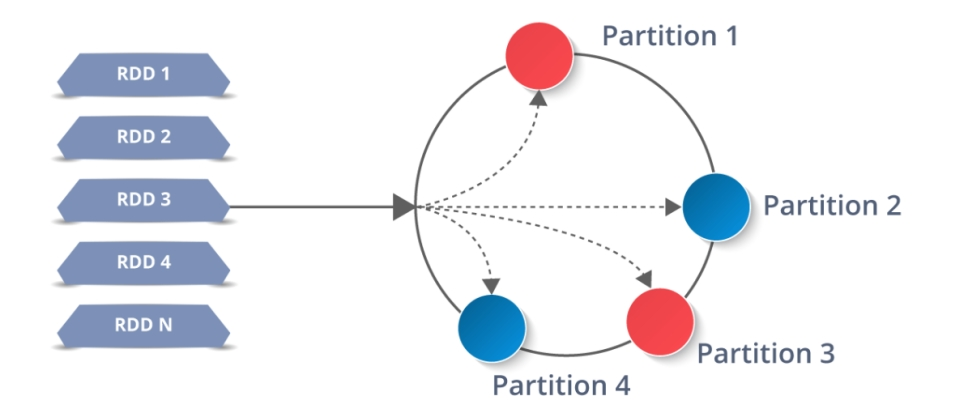 RDD 1
RDD 2
RDD 3
RDD 4
RDD N
Partition 1
Partition 2
Partition 3
Partition 4